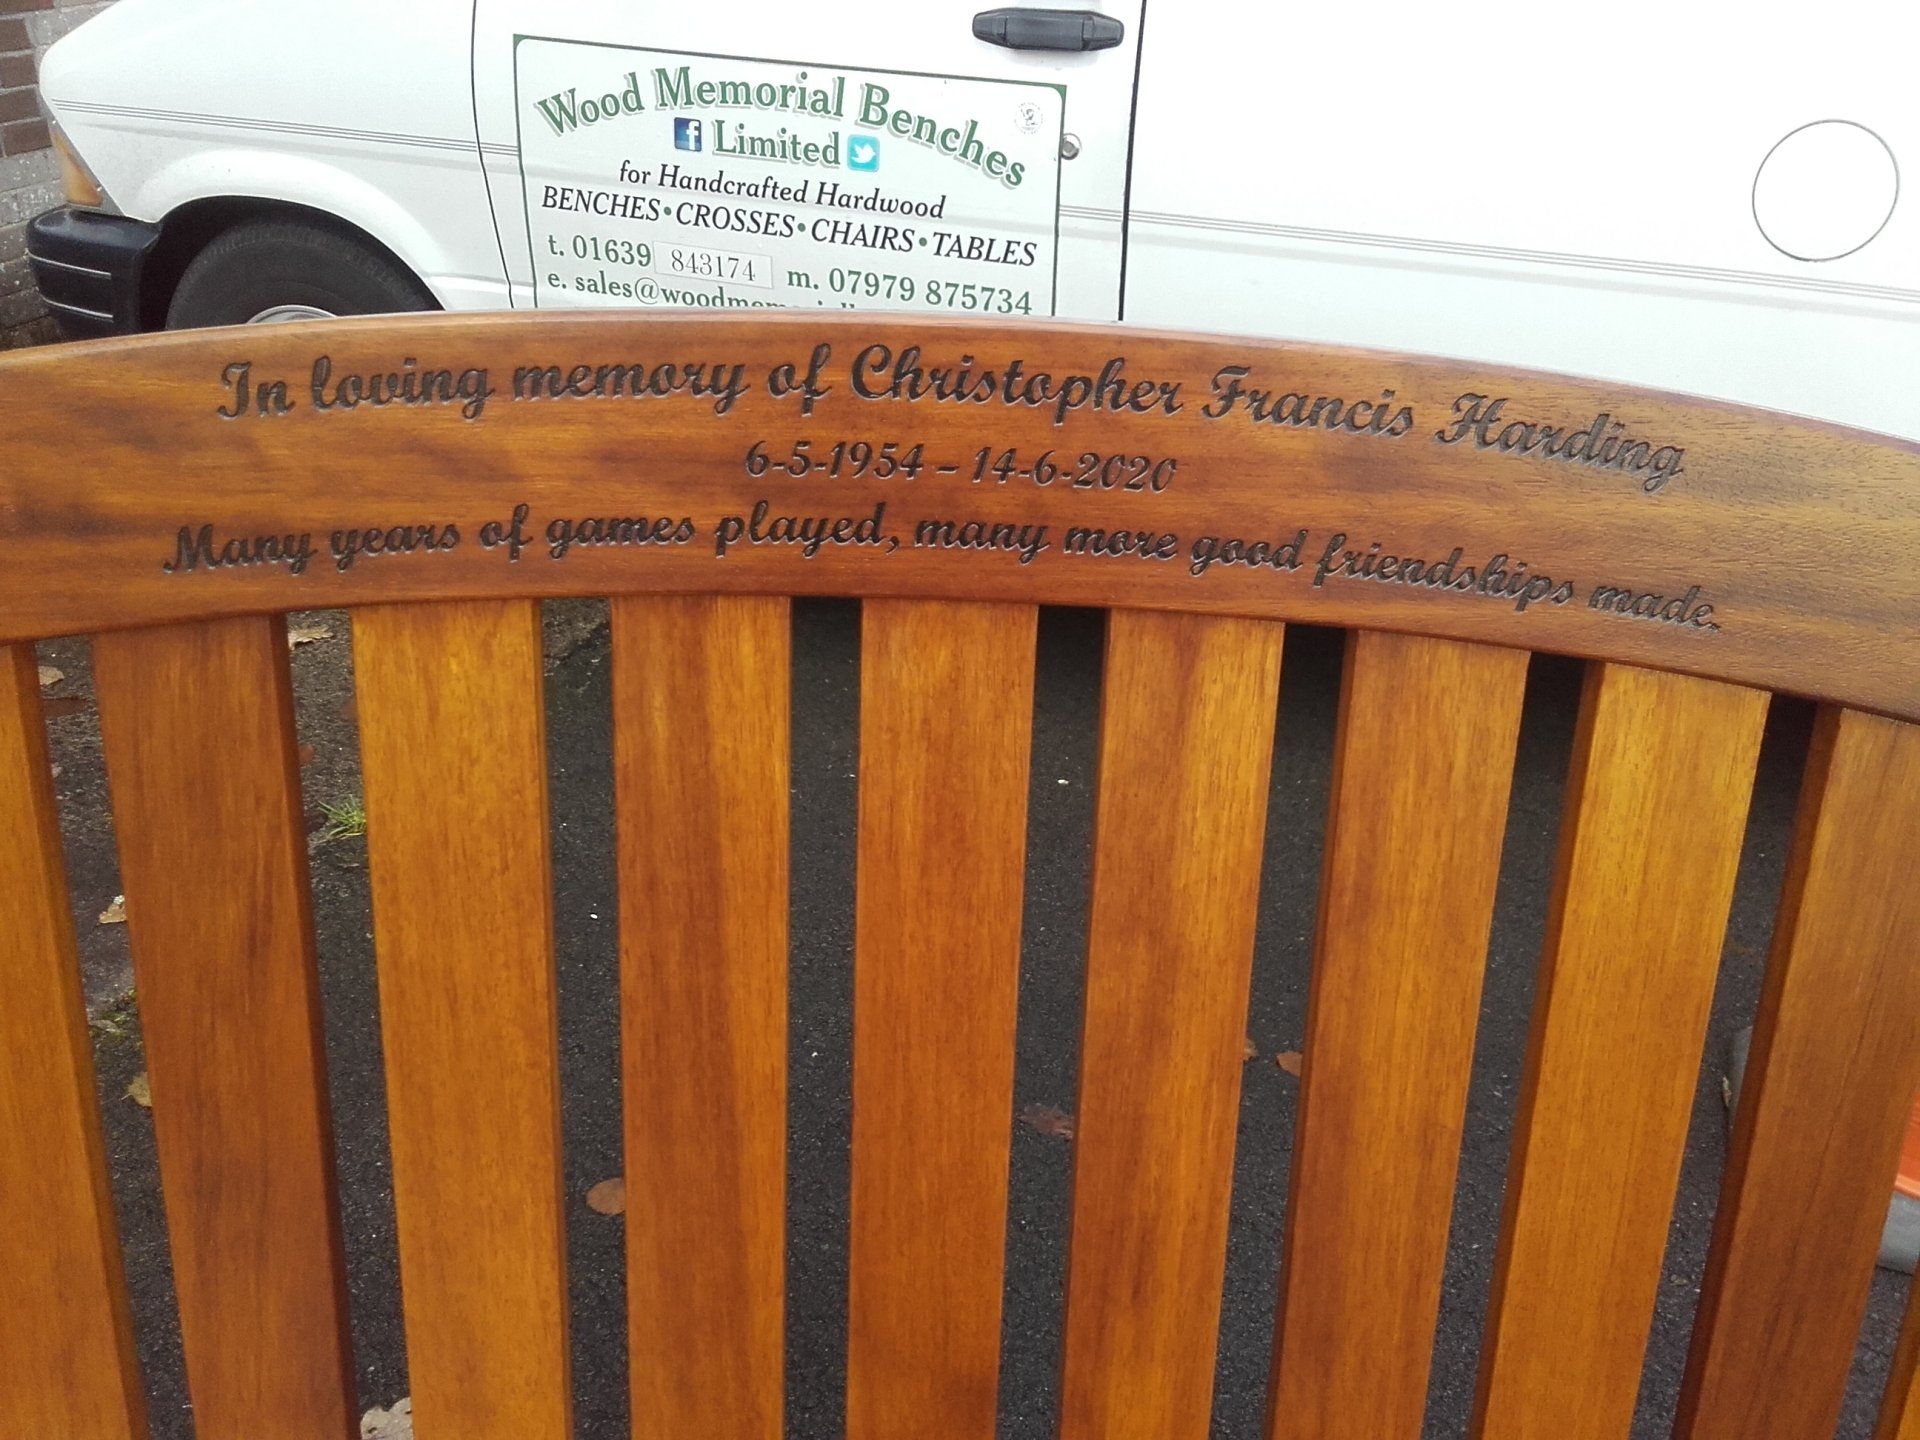 Wood Memorial Benches
f Limited
for Handcrafted Hardwood
BENCHES•CROSSES•CHAIRS•TABLES
t. 01639 843174 m. 07979 875734
e. sales@
In loving memory of Christopher Francis Harding
6-5-1954 – 14-6-2020
Many years of games played, many more good friendships made.